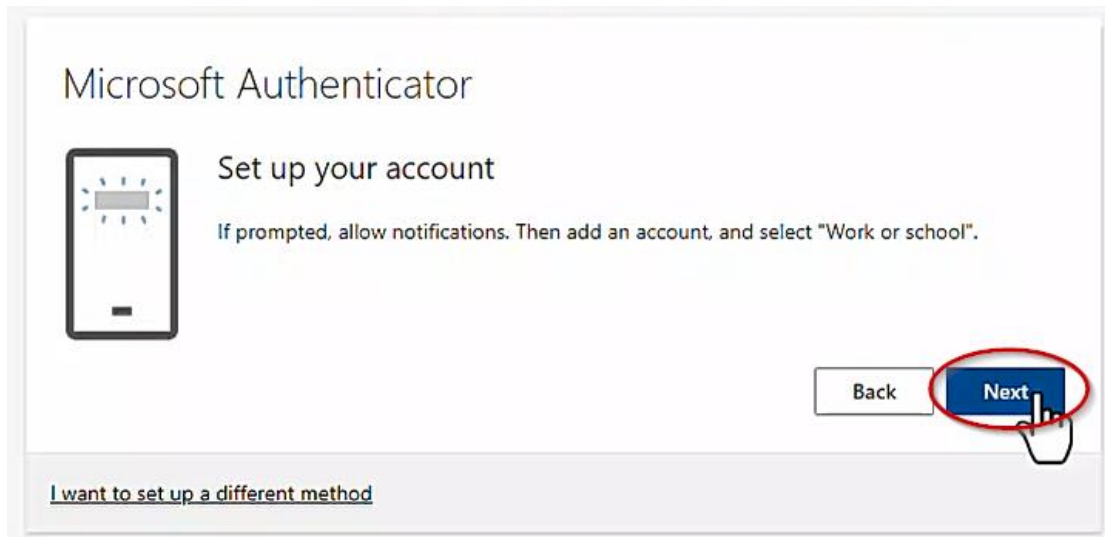 Microsoft Authenticator
Set up your account
If prompted, allow notifications. Then add an account, and select "Work or school".
Back
Next
I want to set up a different method